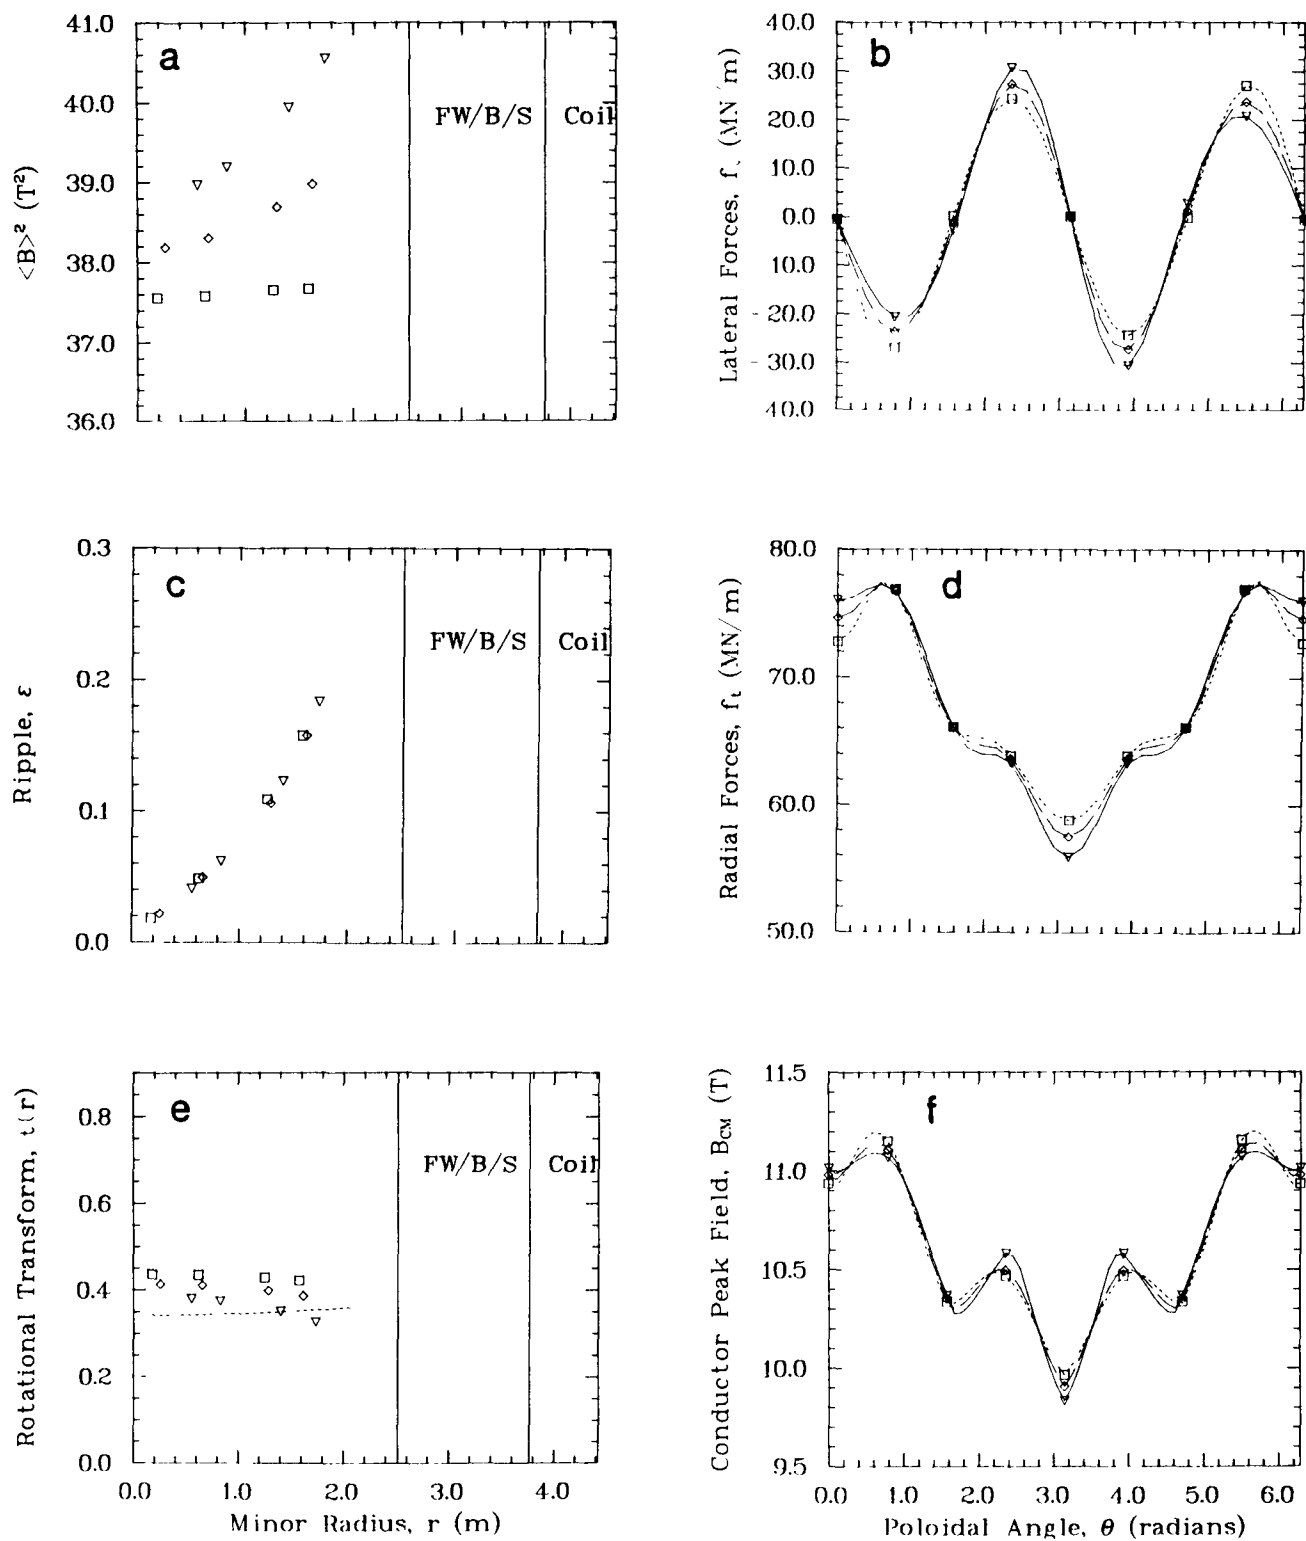 a
41.0
40.0
39.0
38.0
37.0
36.0
<B>² (T²)
FW/B/S
Coil
b
40.0
30.0
20.0
10.0
0.0
10.0
- 20.0
- 30.0
40.0
Lateral Forces, f (MN m)
c
0.3
0.2
0.1
0.0
Ripple, ε
FW/B/S
Coil
d
80.0
70.0
60.0
50.0
Radial Forces, f (MN/m)
e
0.8
0.6
0.4
0.2
0.0
Rotational Transform, ι(r)
FW/B/S
Coil
0.0 1.0 2.0 3.0 4.0
Minor Radius, r (m)
f
11.5
11.0
10.5
10.0
9.5
Conductor Peak Field, BCM (T)
0.0 1.0 2.0 3.0 4.0 5.0 6.0
Poloidal Angle, θ (radians)